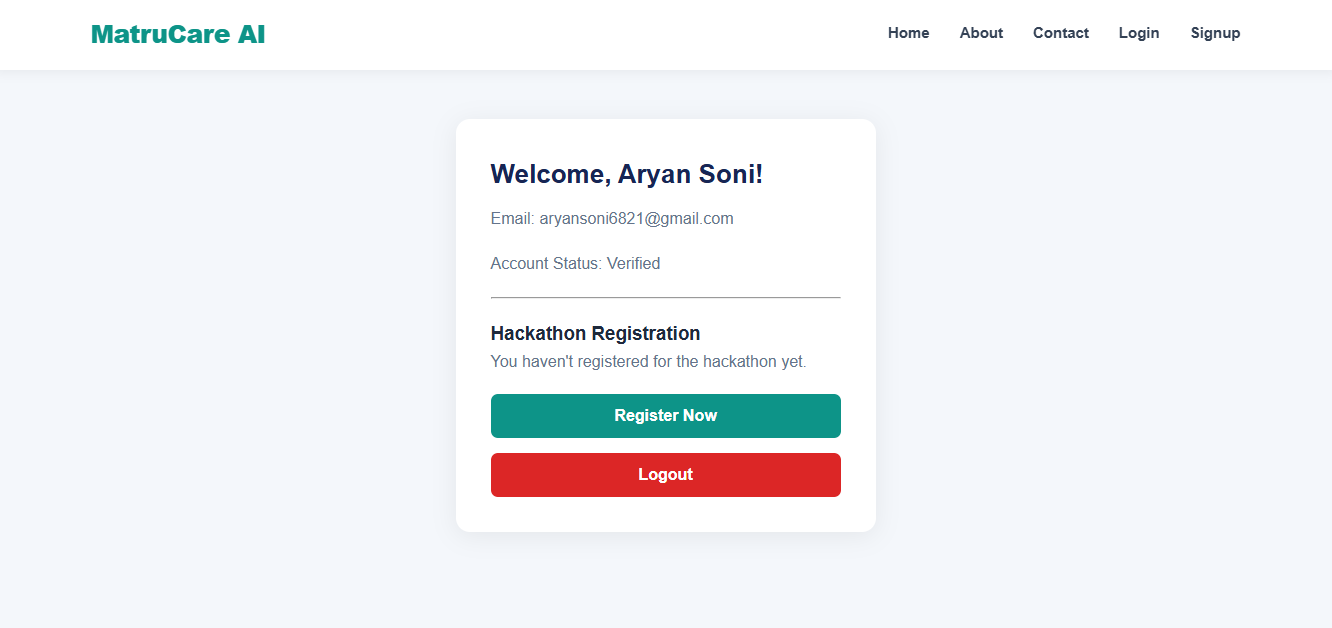 MatruCare AI
Home About Contact Login Signup
Welcome, Aryan Soni!
Email: aryansoni6821@gmail.com
Account Status: Verified
Hackathon Registration
You haven't registered for the hackathon yet.
Register Now
Logout